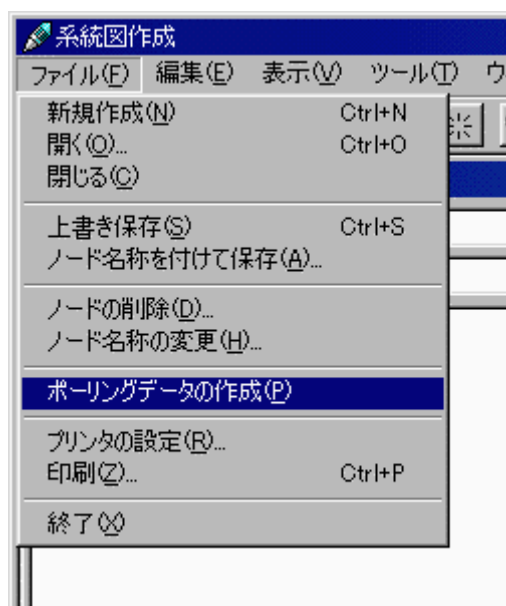 系統図作成
ファイル(F) 編集(E) 表示(V) ツール(T) ウ
新規作成(N) Ctrl+N
開く(O)... Ctrl+O
閉じる(C)
上書き保存(S) Ctrl+S
ノード名称を付けて保存(A)...
ノードの削除(D)...
ノード名称の変更(H)...
ポーリングデータの作成(P)
プリンタの設定(R)...
印刷(Z)... Ctrl+P
終了(X)